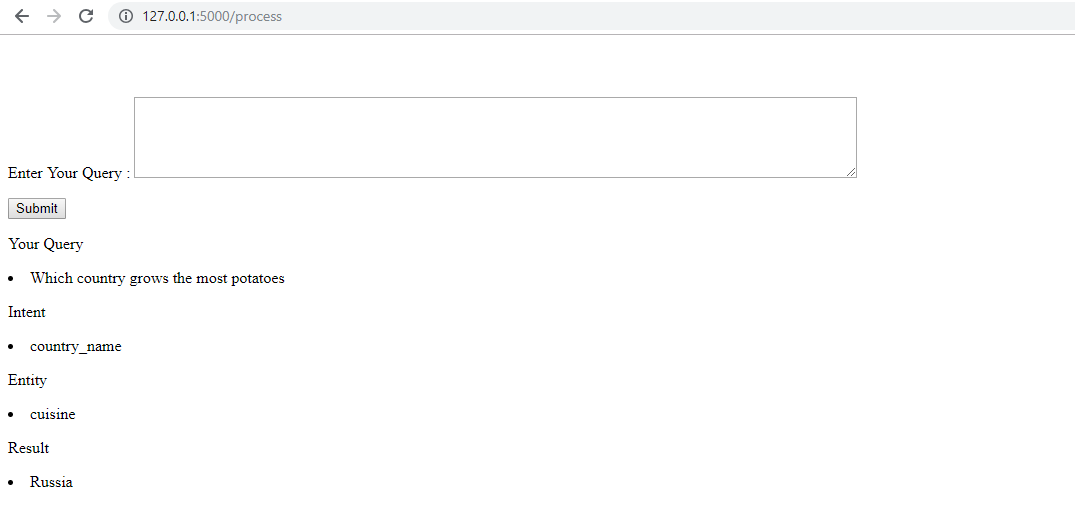 127.0.0.1:5000/process
Enter Your Query :
Submit
Your Query
• Which country grows the most potatoes
Intent
• country_name
Entity
• cuisine
Result
• Russia